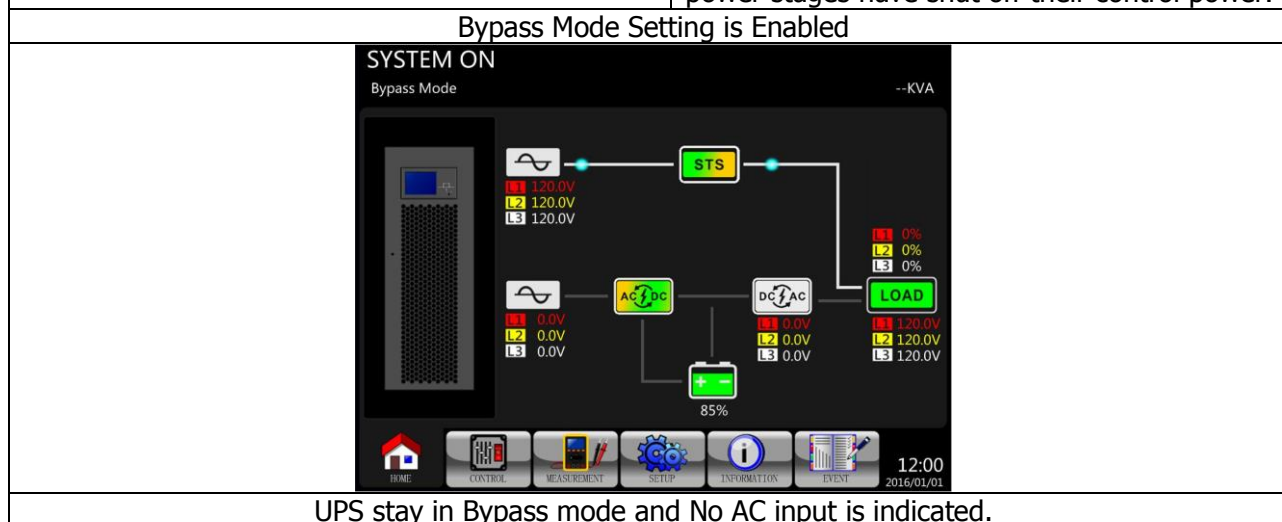 power stages have shut off their control power.
Bypass Mode Setting is Enabled
SYSTEM ON
Bypass Mode
--KVA
STS
L1 120.0V
L2 120.0V
L3 120.0V
L1 0%
L2 0%
L3 0%
AC DC
DC AC
LOAD
L1 0.0V
L2 0.0V
L3 0.0V
L1 0.0V
L2 0.0V
L3 0.0V
L1 120.0V
L2 120.0V
L3 120.0V
+ -
85%
HOME
CONTROL
MEASUREMENT
SETUP
INFORMATION
EVENT
12:00
2016/01/01
UPS stay in Bypass mode and No AC input is indicated.